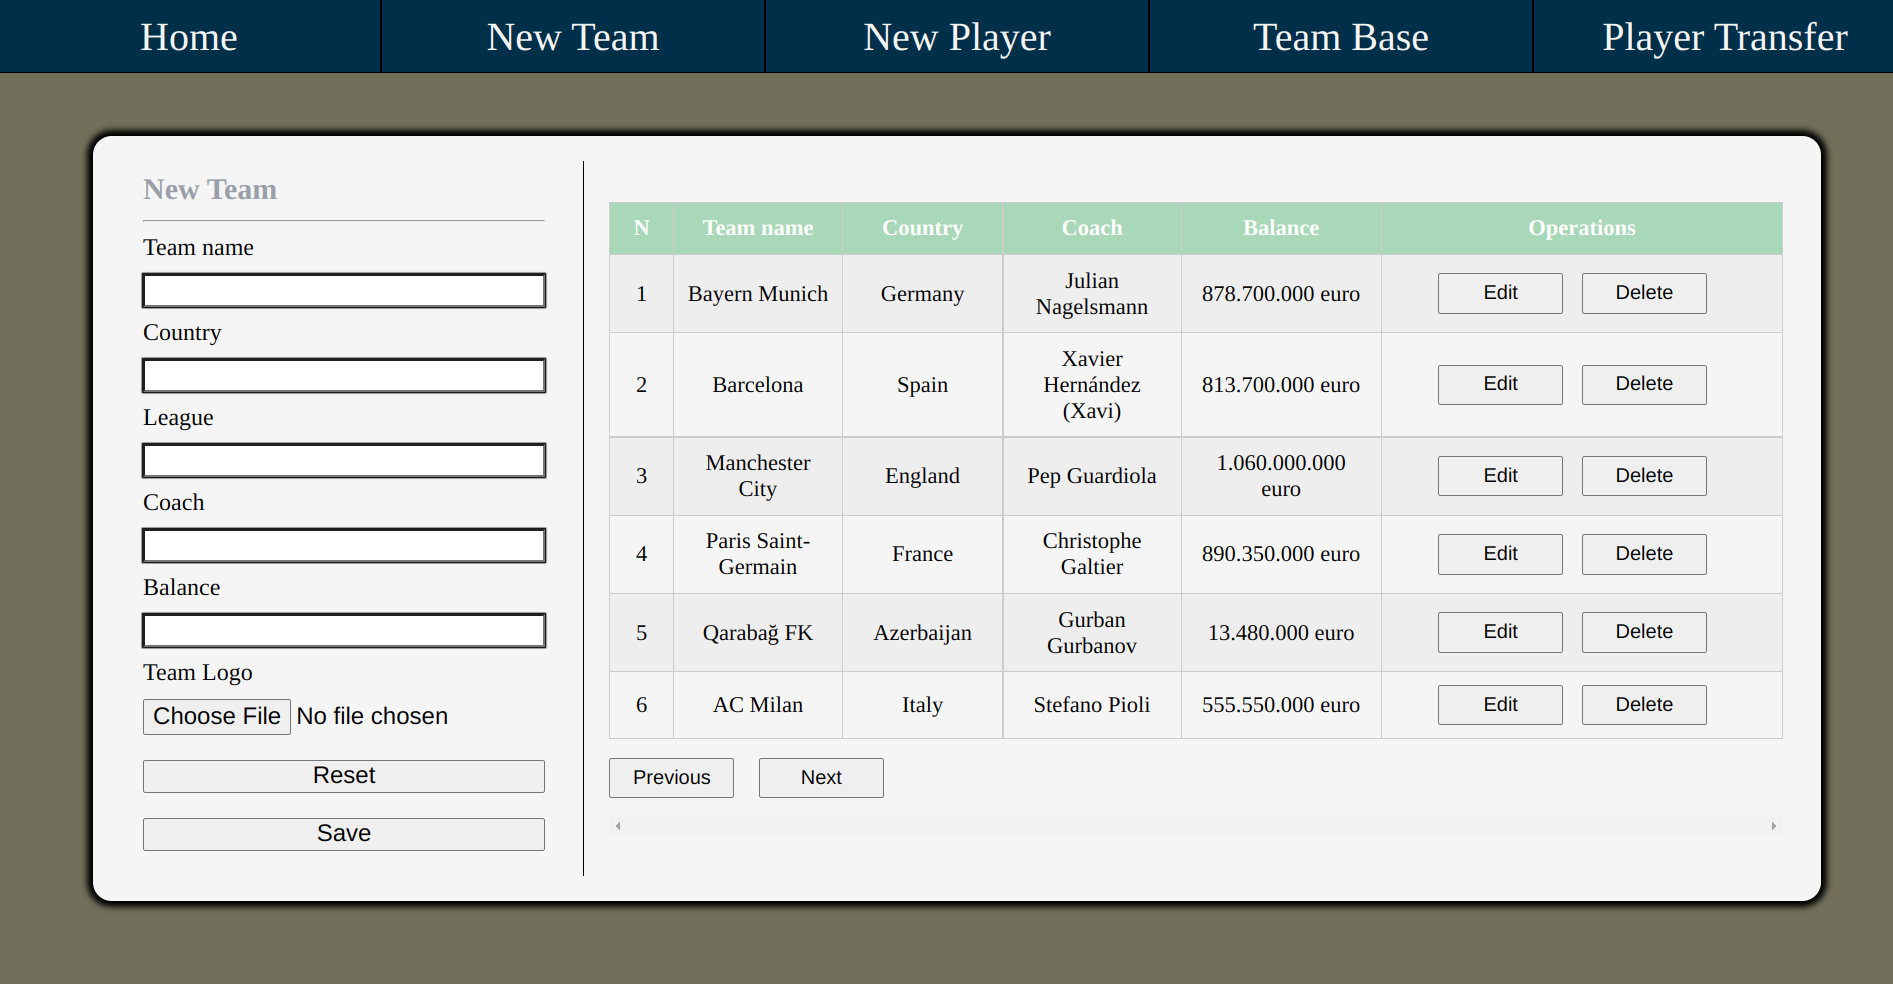 Home New Team New Player Team Base Player Transfer
New Team
Team name
Country
League
Coach
Balance
Team Logo
Choose File No file chosen
Reset
Save
N Team name Country Coach Balance Operations
1 Bayern Munich Germany Julian Nagelsmann 878.700.000 euro Edit Delete
2 Barcelona Spain Xavier Hernández (Xavi) 813.700.000 euro Edit Delete
3 Manchester City England Pep Guardiola 1.060.000.000 euro Edit Delete
4 Paris Saint-Germain France Christophe Galtier 890.350.000 euro Edit Delete
5 Qarabağ FK Azerbaijan Gurban Gurbanov 13.480.000 euro Edit Delete
6 AC Milan Italy Stefano Pioli 555.550.000 euro Edit Delete
Previous Next